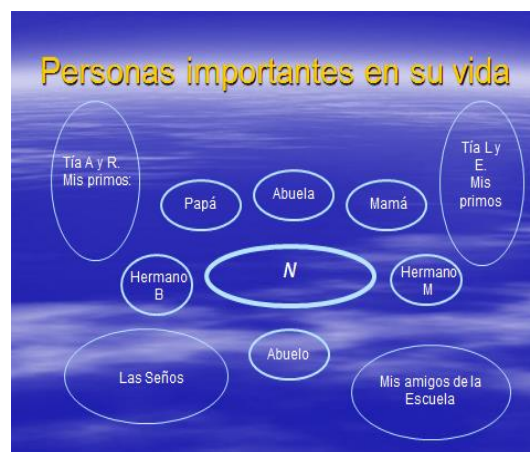 Personas importantes en su vida
Tía A y R.
Mis primos:
Tía L y
E.
Mis
primos
Papá
Abuela
Mamá
Hermano
B
N
Hermano
M
Abuelo
Las Seños
Mis amigos de la
Escuela